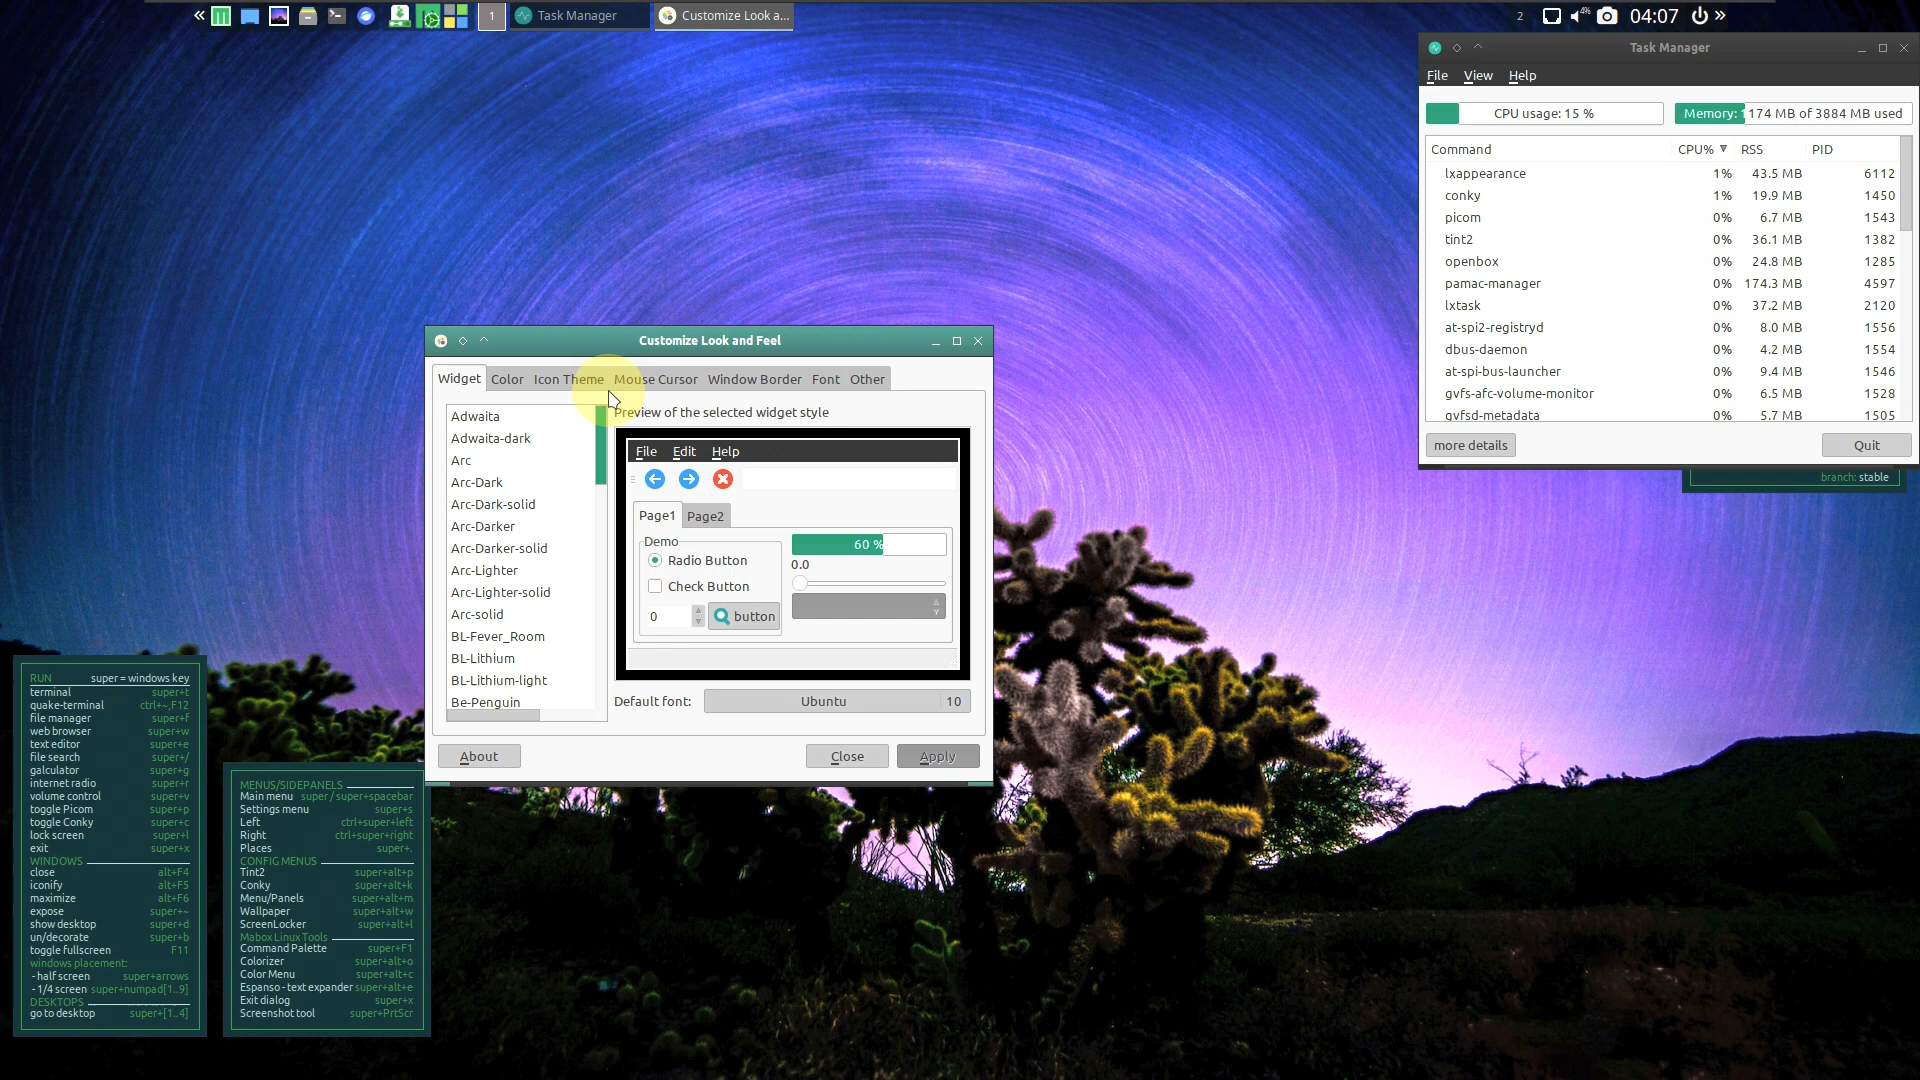 «
1
Task Manager
Customize Look a...
2
4%
04:07
»
Task Manager
File View Help
CPU usage: 15 %
Memory: 1174 MB of 3884 MB used
Command CPU% RSS PID
lxappearance 1% 43.5 MB 6112
conky 1% 19.9 MB 1450
picom 0% 6.7 MB 1543
tint2 0% 36.1 MB 1382
openbox 0% 24.8 MB 1285
pamac-manager 0% 174.3 MB 4597
lxtask 0% 37.2 MB 2120
at-spi2-registryd 0% 8.0 MB 1556
dbus-daemon 0% 4.2 MB 1554
at-spi-bus-launcher 0% 9.4 MB 1546
gvfs-afc-volume-monitor 0% 6.5 MB 1528
gvfsd-metadata 0% 5.7 MB 1505
more details Quit
branch: stable
Customize Look and Feel
Widget Color Icon Theme Mouse Cursor Window Border Font Other
Adwaita
Adwaita-dark
Arc
Arc-Dark
Arc-Dark-solid
Arc-Darker
Arc-Darker-solid
Arc-Lighter
Arc-Lighter-solid
Arc-solid
BL-Fever_Room
BL-Lithium
BL-Lithium-light
Be-Penguin
Preview of the selected widget style
File Edit Help
Page1 Page2
Demo
Radio Button
Check Button
0
button
60 %
0.0
Default font: Ubuntu 10
About Close Apply
RUN super = windows key
terminal super+t
quake-terminal ctrl+~,F12
file manager super+f
web browser super+w
text editor super+e
file search super+/
galculator super+g
internet radio super+r
volume control super+v
toggle Picom super+p
toggle Conky super+c
lock screen super+l
exit super+x
WINDOWS
close alt+F4
iconify alt+F5
maximize alt+F6
expose super+~
show desktop super+d
un/decorate super+b
toggle fullscreen F11
windows placement:
- half screen super+arrows
- 1/4 screen super+numpad[1..9]
DESKTOPS
go to desktop super+[1..4]
MENUS/SIDEPANELS
Main menu super / super+spacebar
Settings menu super+s
Left ctrl+super+left
Right ctrl+super+right
Places super+.
CONFIG MENUS
Tint2 super+alt+p
Conky super+alt+k
Menu/Panels super+alt+m
Wallpaper super+alt+w
ScreenLocker super+alt+l
Mabox Linux Tools
Command Palette super+F1
Colorizer super+alt+o
Color Menu super+alt+c
Espanso - text expander super+alt+e
Exit dialog super+x
Screenshot tool super+PrtScr